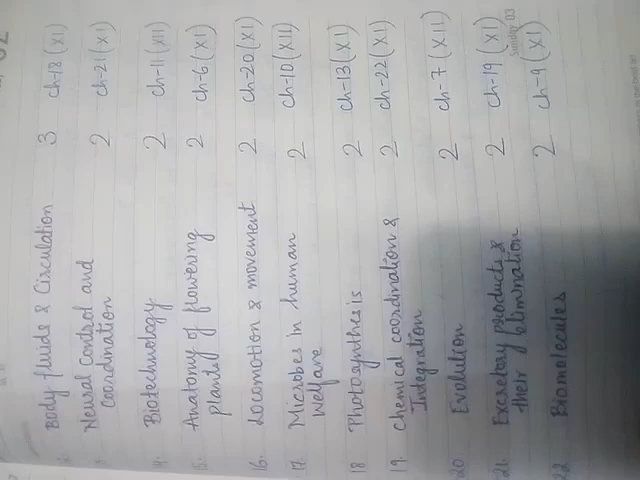 Body fluids & Circulation 3 ch-18 (XI)
Neural Control and 2 ch-21 (XI)
Coordination
14. Biotechnology 2 ch-11 (XII)
15. Anatomy of flowering 2 ch-6 (XI)
plants
16. Locomotion & movement 2 ch-20 (XI)
17. Microbes in human 2 ch-10 (XII)
Welfare
18 Photosynthesis 2 ch-13 (XI)
19. chemical coordination & 2 ch-22 (XI)
Integration
20 Evolution 2 ch-7 (XII)
21. Excretory products & 2 ch-19 (XI)
their Elimination
Sunday 03
22 Biomolecules 2 ch-9 (XI)